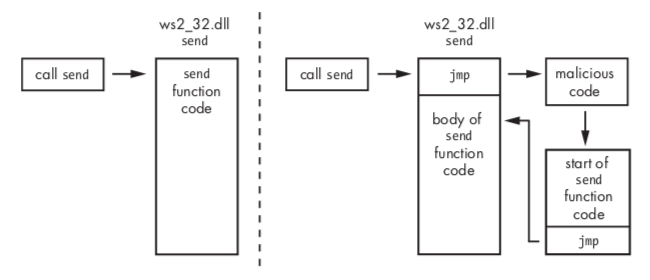 ws2_32.dll
send
call send
send
function
code
ws2_32.dll
send
call send
jmp
malicious
code
body of
send
function
code
start of
send
function
code
jmp